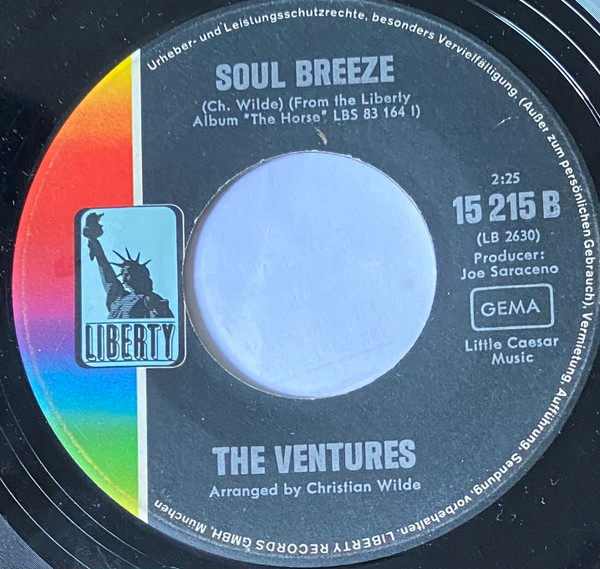 Urheber- und Leistungsschutzrechte, besonders Vervielfältigung, (Außer zum persönlichen Gebrauch), Vermietung, Aufführung, Sendung vorbehalten. LIBERTY RECORDS GMBH, München
SOUL BREEZE
(Ch. Wilde) (From the Liberty
Album "The Horse" LBS 83 164 I)
2:25
15 215 B
(LB 2630)
Producer:
Joe Saraceno
GEMA
Little Caesar
Music
LIBERTY
THE VENTURES
Arranged by Christian Wilde